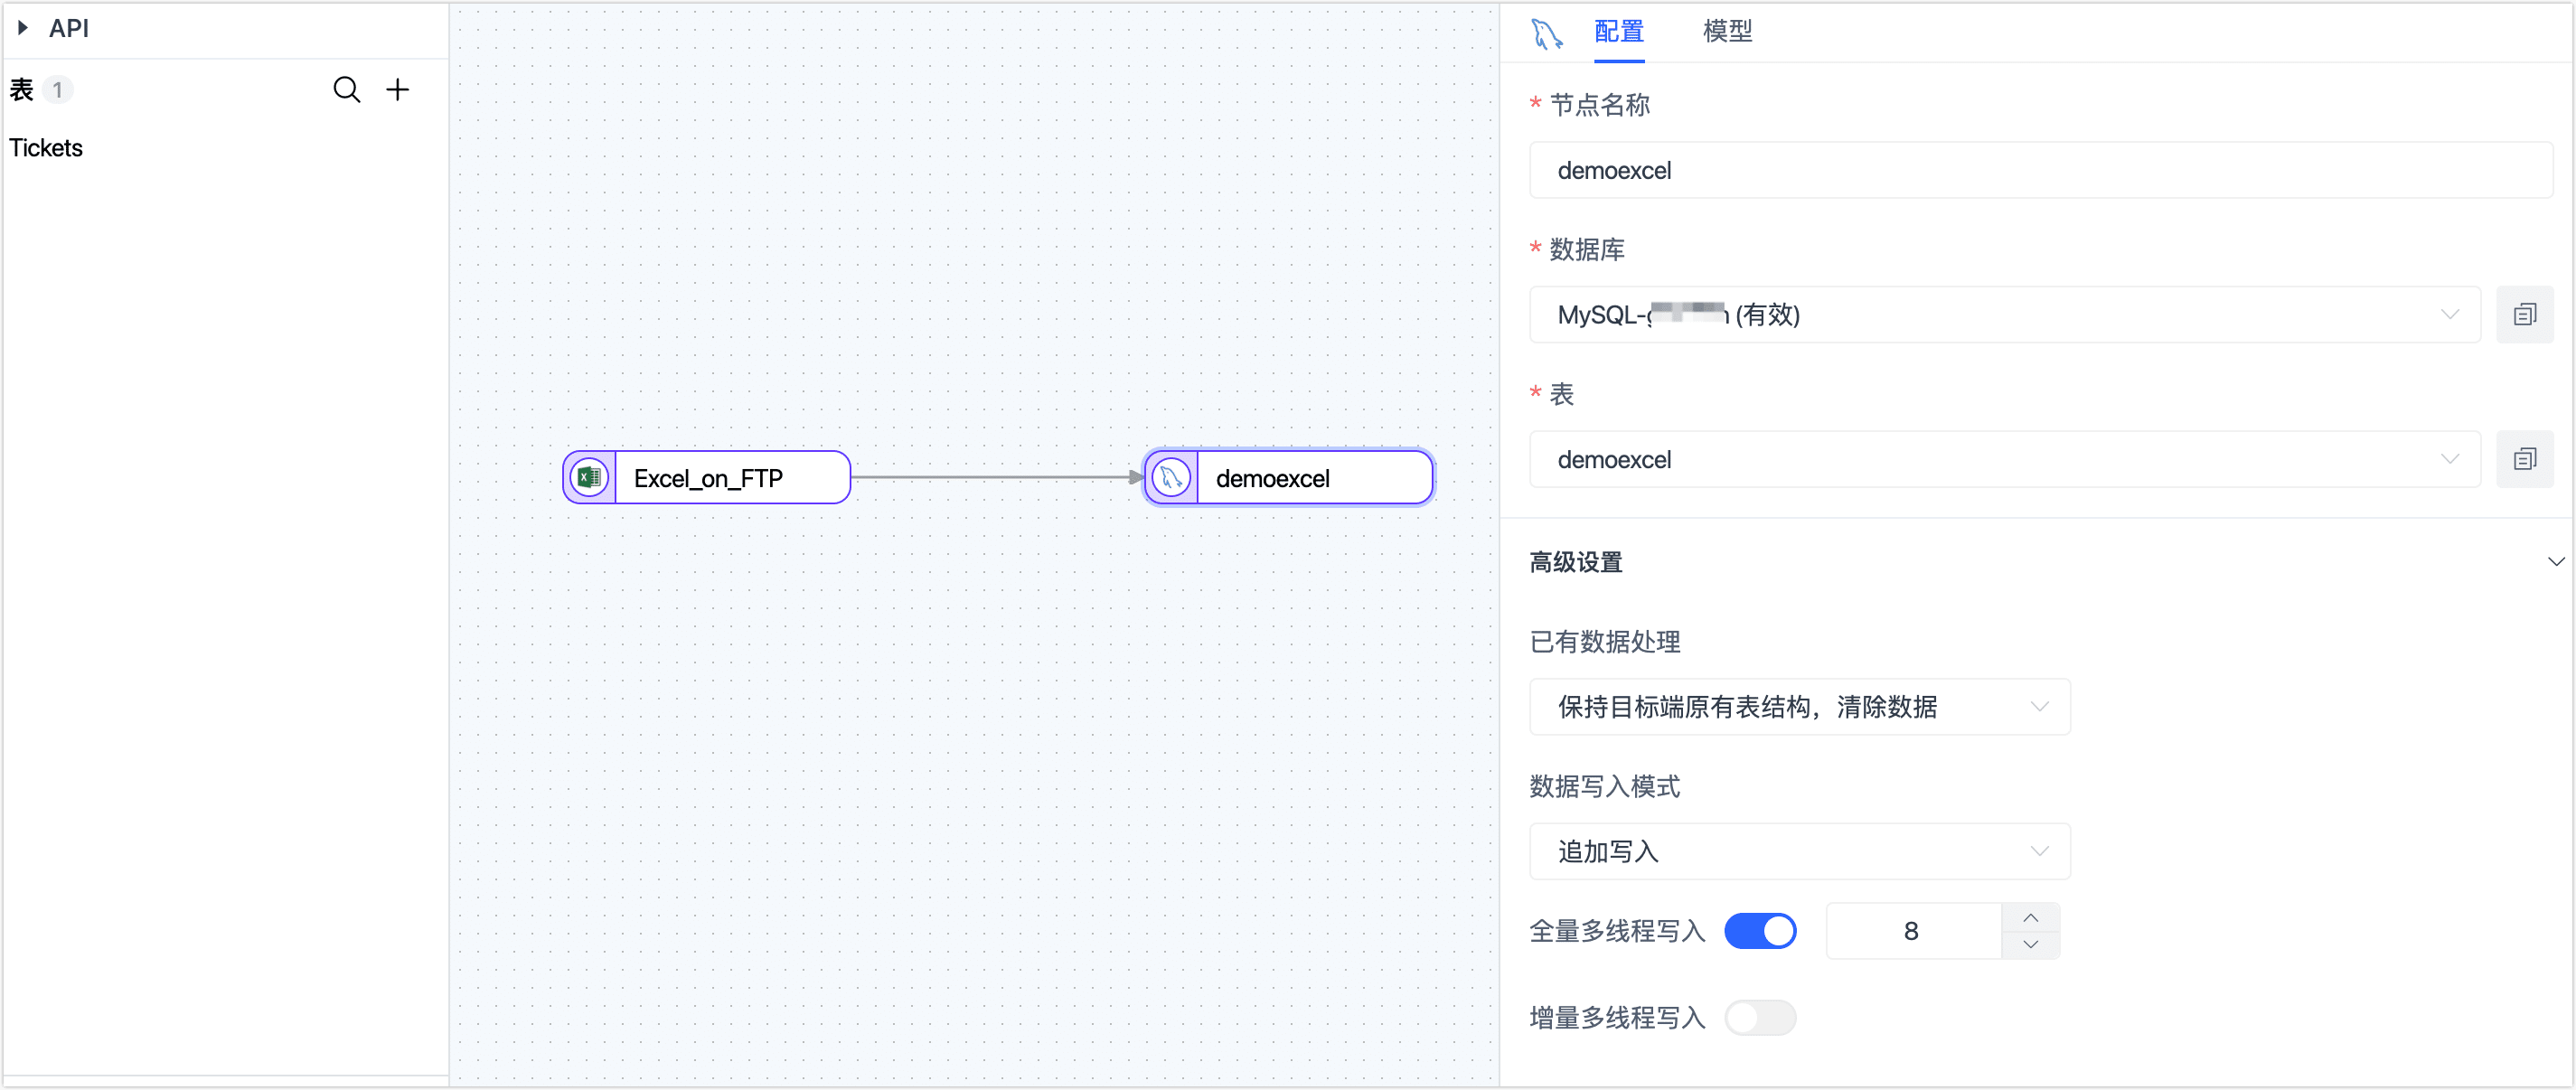 API
表 1
Tickets
Excel_on_FTP
demoexcel
配置 模型
* 节点名称
demoexcel
* 数据库
MySQL- (有效)
* 表
demoexcel
高级设置
已有数据处理
保持目标端原有表结构，清除数据
数据写入模式
追加写入
全量多线程写入 8
增量多线程写入